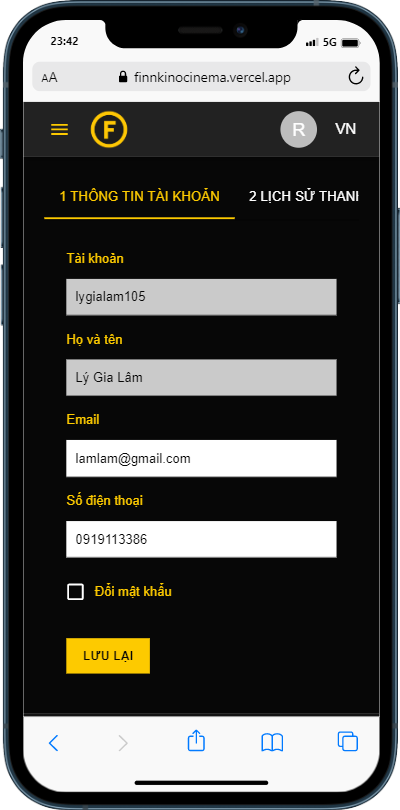 23:42
5G
AA
finnkinocinema.vercel.app
F
R
VN
1 THÔNG TIN TÀI KHOẢN
2 LỊCH SỬ THANI
Tài khoản
lygialam105
Họ và tên
Lý Gia Lâm
Email
lamlam@gmail.com
Số điện thoại
0919113386
Đổi mật khẩu
LƯU LẠI